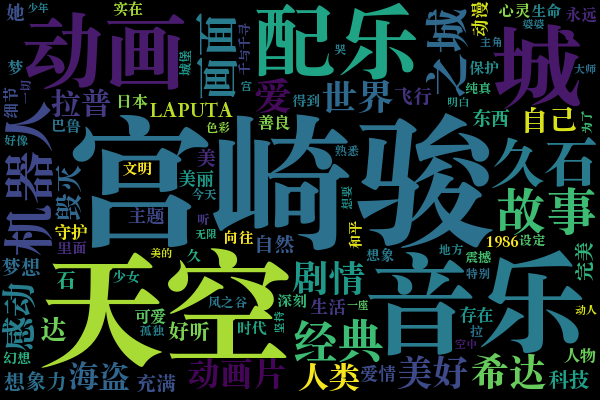 她
少年
实在
动画
画面
配乐
之城
动漫
心灵
生命
永远
婆婆
主角
大师
城
梦
细节
一切
城堡
千与千寻
哭
宫
保护
纯真
拉普
日本
LAPUTA
爱
得到
世界
飞行
明白
东西
自己
为了
巴鲁
色彩
善良
好像
机器人
毁灭
文明
美
美丽
今天
宫崎骏
熟悉
想要
久石
故事
守护
里面
主题
听
无限
向往
自然
和平
想象
地方
震撼
特别
1986
设定
完美
梦想
石
少女
美的
久
天空
风之谷
剧情
深刻
坚持
生活
一座
音乐
存在
拉
空中
动人
感动
达
可爱
孤独
好听
时代
经典
幻想
想象力
海盗
充满
动画片
人类
爱情
美好
希达
人物
科技